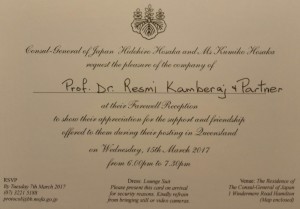 Consul-General of Japan Hidehiro Hosaka and Ms Kumiko Hosaka
request the pleasure of the company of
Prof. Dr. Resmi Kamberaj & Partner
at their Farewell Reception
to show their appreciation for the support and friendship
offered to them during their posting in Queensland
on Wednesday, 15th March 2017
from 6.00pm to 7.30pm
RSVP
By Tuesday 7th March 2017
(07) 3221 5188
Dress: Lounge Suit
Please present this card on arrival
for security reasons. Kindly refrain
from bringing still or video cameras
Venue: The Residence of
The Consul-General of Japan
(Map enclosed)